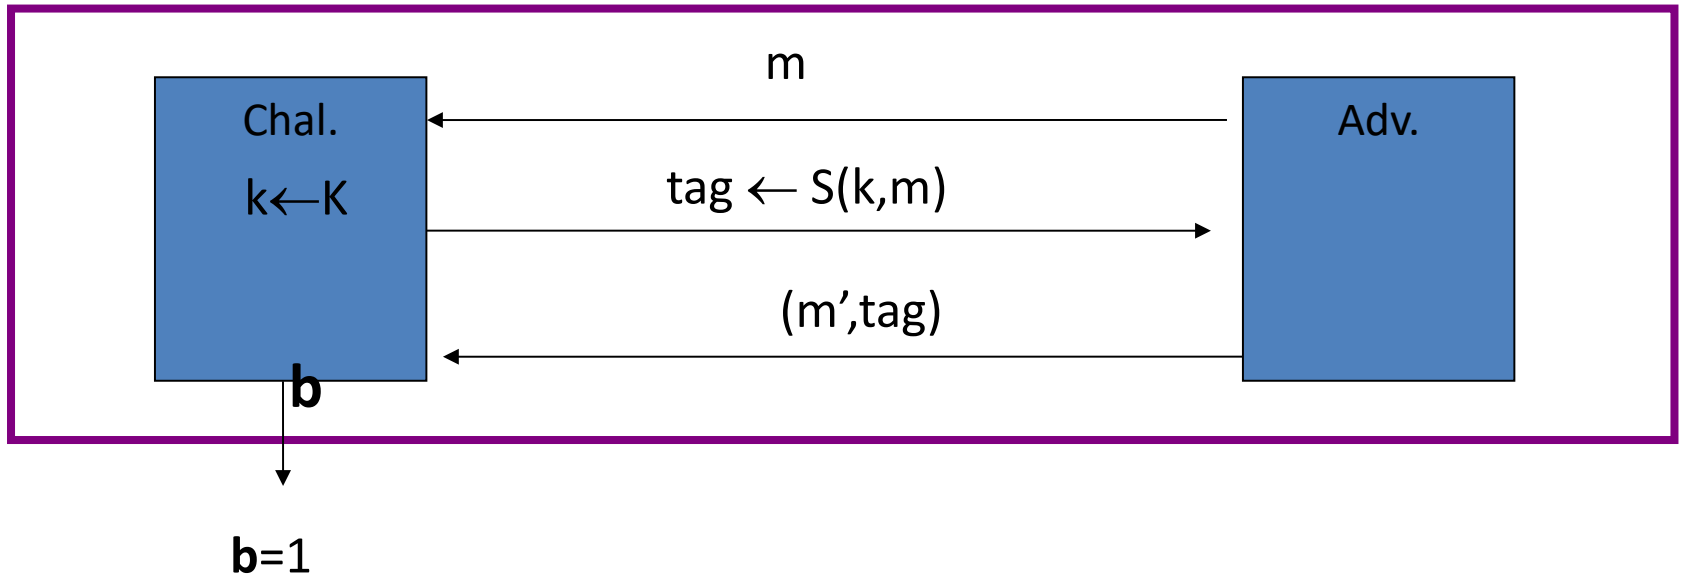 m
Chal.
Adv.
k←K
tag ← S(k,m)
(m’,tag)
b
b=1